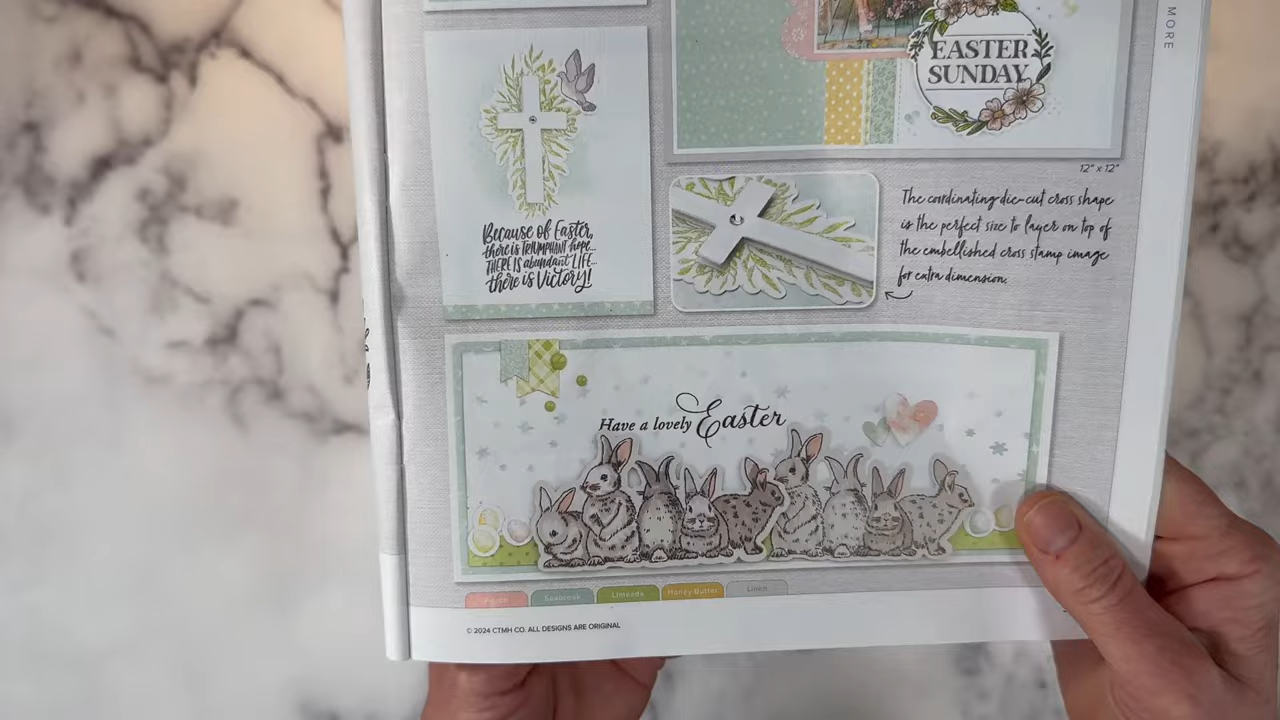 MORE
EASTER
SUNDAY
12" x 12"
Because of Easter,
there is TRIUMPHANT hope...
THERE IS abundant LIFE...
there is Victory!
The coordinating die-cut cross shape
is the perfect size to layer on top of
the embellished cross stamp image
for extra dimension.
Have a lovely Easter
Seabrook
Limeade
Honey Butter
Linen
© 2024 CTMH CO. ALL DESIGNS ARE ORIGINAL